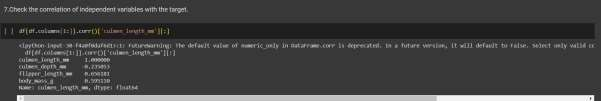 7.Check the correlation of independent variables with the target.
[ ] df[df.columns[1:]].corr()['culmen_length_mm'][:]
<ipython-input-30-f4a0f0daf6d1>:1: FutureWarning: The default value of numeric_only in DataFrame.corr is deprecated. In a future version, it will default to False. Select only valid co
df[df.columns[1:]].corr()['culmen_length_mm'][:]
culmen_length_mm 1.000000
culmen_depth_mm -0.235053
flipper_length_mm 0.656181
body_mass_g 0.595110
Name: culmen_length_mm, dtype: float64